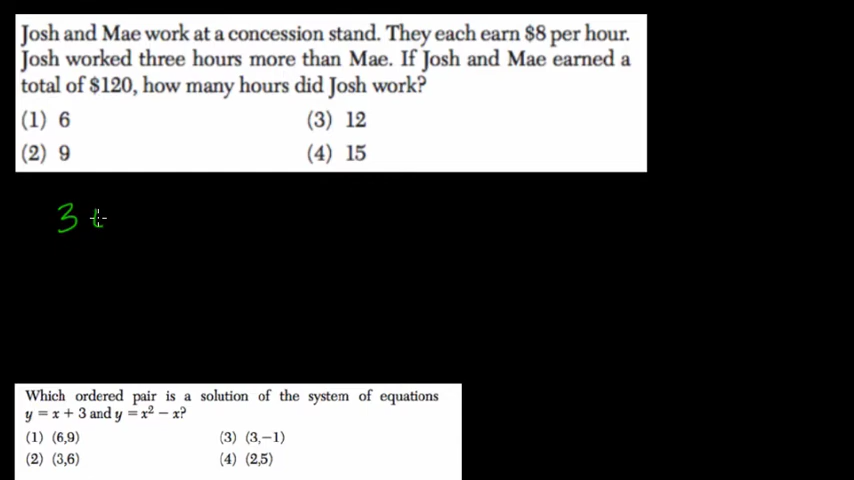 Josh and Mae work at a concession stand. They each earn $8 per hour.
Josh worked three hours more than Mae. If Josh and Mae earned a
total of $120, how many hours did Josh work?
(1) 6 (3) 12
(2) 9 (4) 15
3
Which ordered pair is a solution of the system of equations
y = x + 3 and y = x² − x?
(1) (6,9) (3) (3,−1)
(2) (3,6) (4) (2,5)